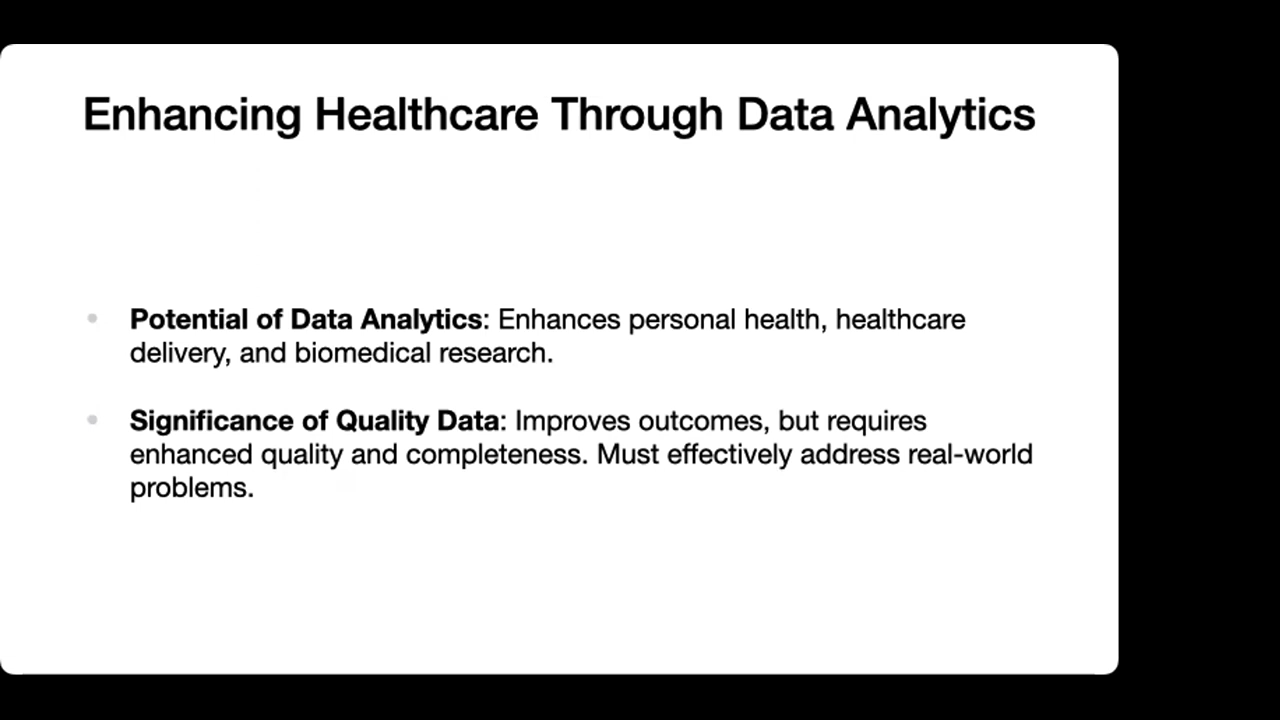 Enhancing Healthcare Through Data Analytics
• Potential of Data Analytics: Enhances personal health, healthcare
delivery, and biomedical research.
• Significance of Quality Data: Improves outcomes, but requires
enhanced quality and completeness. Must effectively address real-world
problems.